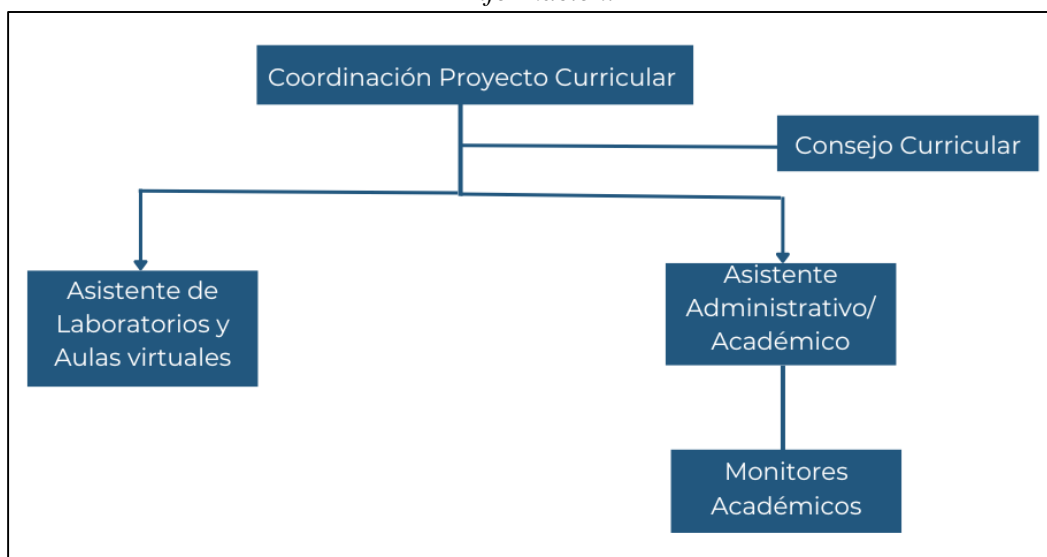 Coordinación Proyecto Curricular
Consejo Curricular
Asistente de
Laboratorios y
Aulas virtuales
Asistente
Administrativo/
Académico
Monitores
Académicos